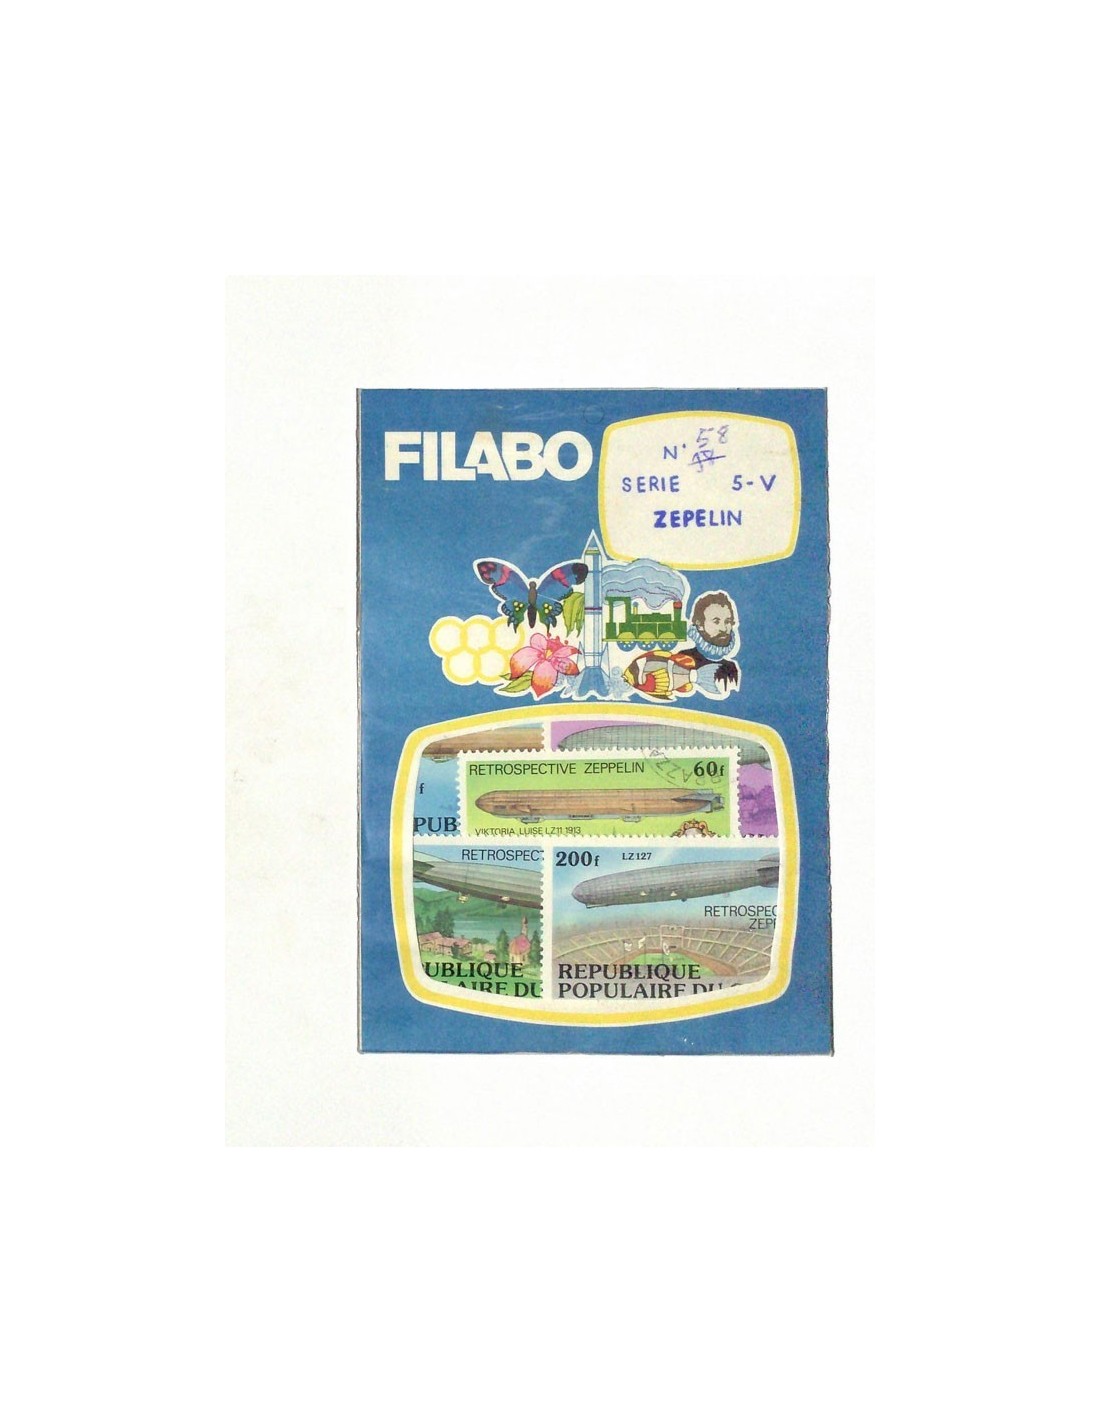 FILABO
N° 58
SERIE 5-V
ZEPELIN
f
PUB
RETROSPECTIVE ZEPPELIN 60f
VIKTORIA LUISE LZ11 1913
RETROSPECT
UBLIQUE
LAIRE DU
200f LZ127
RETROSPEC
ZEPP
REPUBLIQUE
POPULAIRE DU